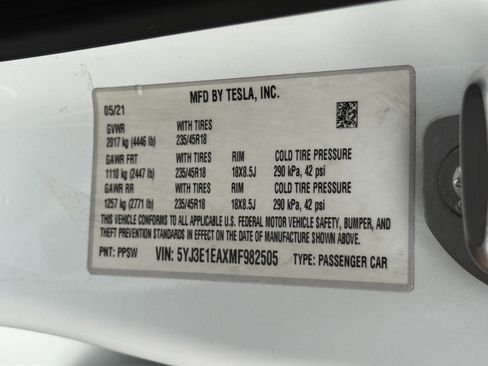 MFD BY TESLA, INC.
05/21
GVWR WITH TIRES
2017 kg (4446 lb) 235/45R18
GAWR FRT WITH TIRES RIM COLD TIRE PRESSURE
1110 kg (2447 lb) 235/45R18 18X8.5J 290 kPa, 42 psi
GAWR RR WITH TIRES RIM COLD TIRE PRESSURE
1257 kg (2771 lb) 235/45R18 18X8.5J 290 kPa, 42 psi
THIS VEHICLE CONFORMS TO ALL APPLICABLE U.S. FEDERAL MOTOR VEHICLE SAFETY, BUMPER, AND
THEFT PREVENTION STANDARDS IN EFFECT ON THE DATE OF MANUFACTURE SHOWN ABOVE.
PNT: PPSW VIN: 5YJ3E1EAXMF982505 TYPE: PASSENGER CAR